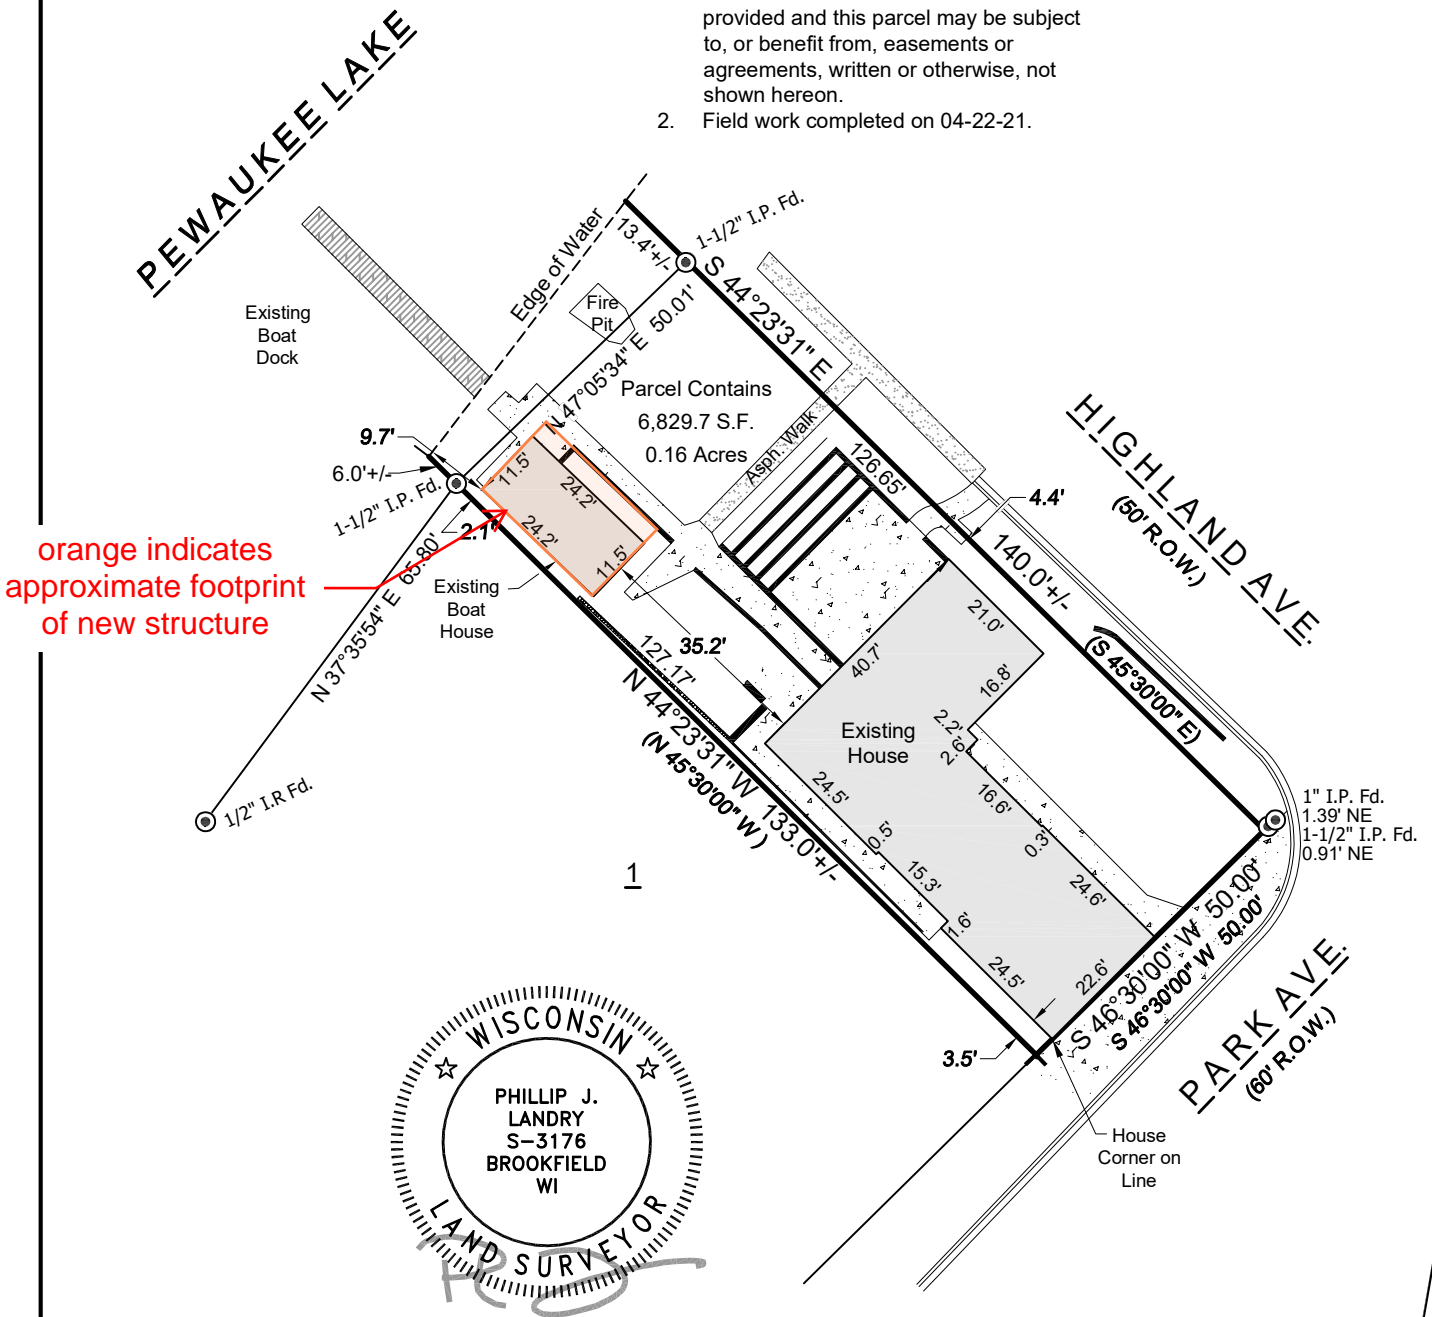 provided and this parcel may be subject
to, or benefit from, easements or
agreements, written or otherwise, not
shown hereon.
2. Field work completed on 04-22-21.
PEWAUKEE LAKE
Existing
Boat
Dock
Edge of Water
13.4'+/-
1-1/2" I.P. Fd.
S 44°23'31" E
Fire
Pit
N 47°05'34" E 50.01'
Parcel Contains
6,829.7 S.F.
0.16 Acres
Asph. Walk
126.65'
HIGHLAND AVE.
(50' R.O.W.)
4.4'
140.0'+/-
(S 45°30'00" E)
9.7'
6.0'+/-
1-1/2" I.P. Fd.
2.1'
11.5'
24.2'
24.2'
11.5'
orange indicates
approximate footprint
of new structure
N 37°35'54" E 65.80'
Existing
Boat
House
1/2" I.R Fd.
35.2'
127.17'
N 44°23'31" W 133.0'+/-
(N 45°30'00" W)
21.0'
40.7'
16.8'
Existing
House
2.2'
2.6'
24.5'
16.6'
0.5'
0.3'
15.3'
24.6'
1.6'
24.5'
22.6'
1" I.P. Fd.
1.39' NE
1-1/2" I.P. Fd.
0.91' NE
1
S 46°30'00" W 50.00'
S 46°30'00" W 50.00'
PARK AVE.
(60' R.O.W.)
3.5'
House
Corner on
Line
WISCONSIN
PHILLIP J.
LANDRY
S-3176
BROOKFIELD
WI
LAND SURVEYOR